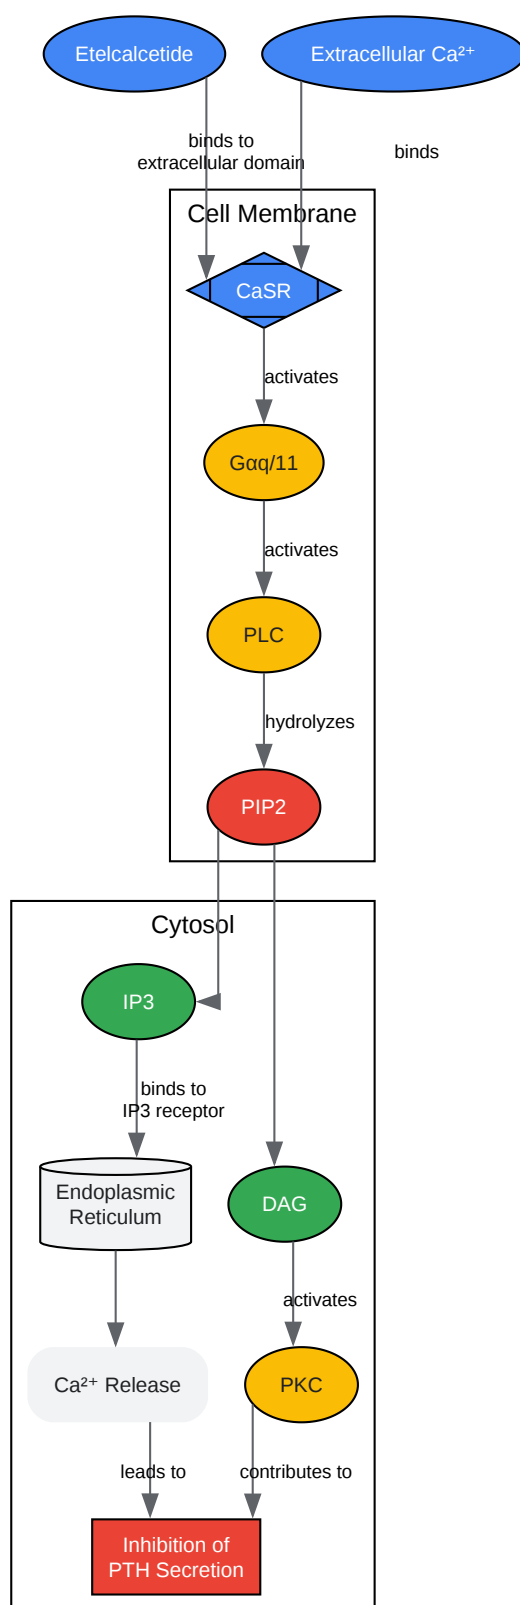 Etelcalcetide
Extracellular Ca²⁺
binds to
extracellular domain
binds
Cell Membrane
CaSR
activates
Gαq/11
activates
PLC
hydrolyzes
PIP2
Cytosol
IP3
binds to
IP3 receptor
Endoplasmic
Reticulum
DAG
activates
Ca²⁺ Release
PKC
leads to
contributes to
Inhibition of
PTH Secretion